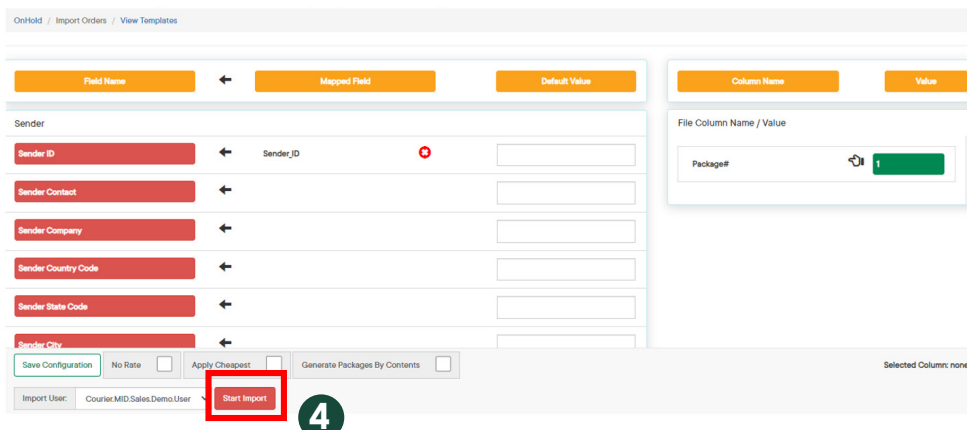 OnHold / Import Orders / View Templates
Field Name Mapped Field Default Value Column Name Value
Sender
File Column Name / Value
Sender ID Sender_ID
Package# 1
Sender Contact
Sender Company
Sender Country Code
Sender State Code
Sender City
Save Configuration No Rate Apply Cheapest Generate Packages By Contents Selected Column: none
Import User: Courier.MID.Sales.Demo.User Start Import
4